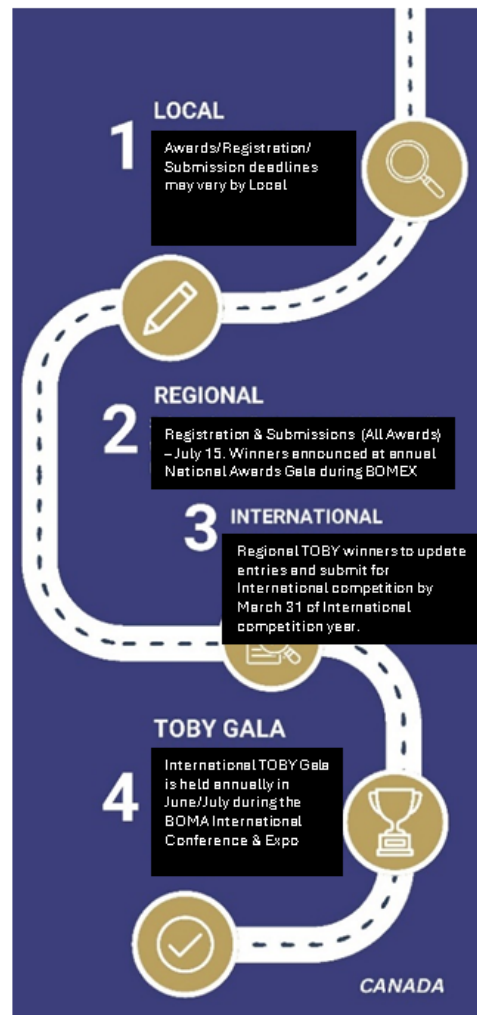 LOCAL
1
Awards/Registration/
Submission deadlines
may vary by Local
REGIONAL
2
Registration & Submissions (All Awards)
–July 15. Winners announced at annual
National Awards Gala during BOMEX
3
INTERNATIONAL
Regional TOBY winners to update
entries and submit for
International competition by
March 31 of International
competition year.
TOBY GALA
4
International TOBY Gala
is held annually in
June/July during the
BOMA International
Conference & Expo
CANADA